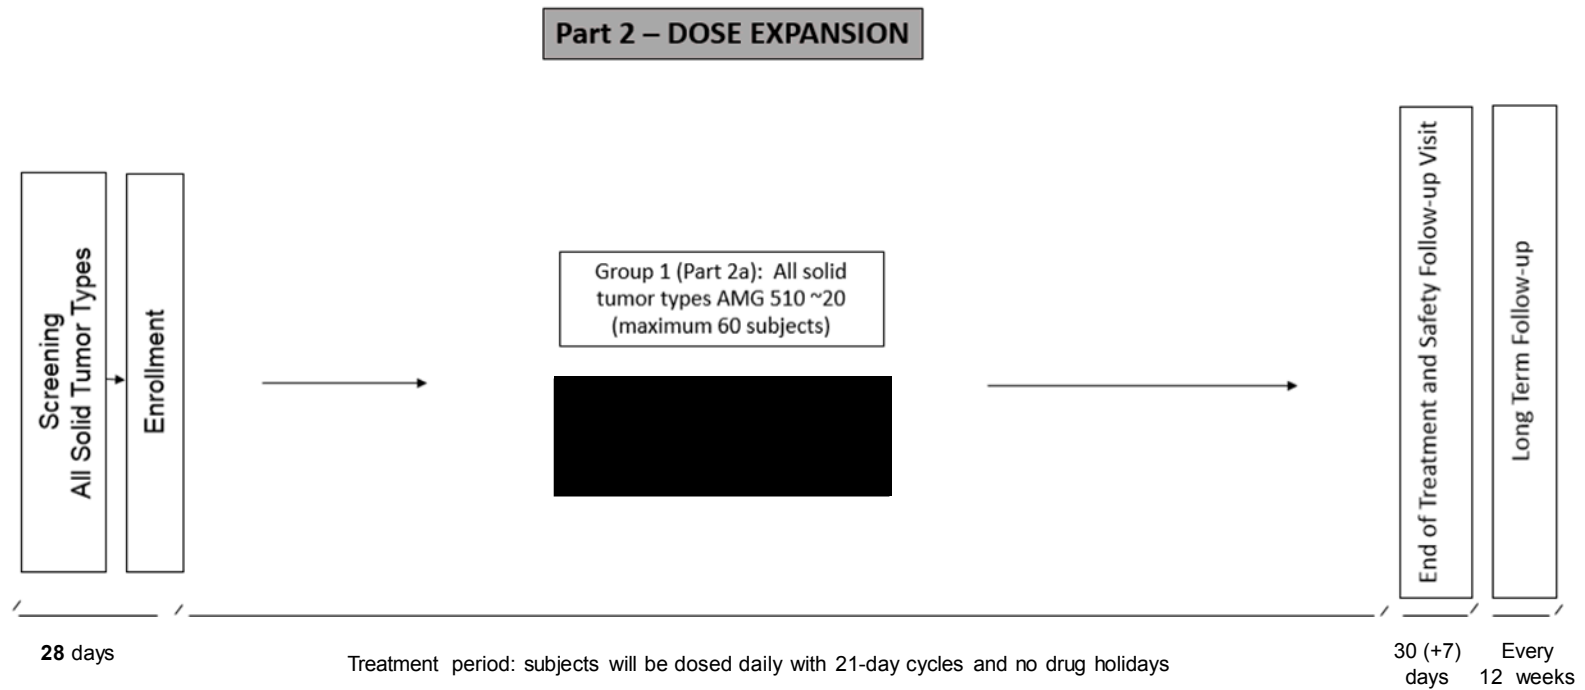 Part 2 – DOSE EXPANSION
Screening
All Solid Tumor Types
Enrollment
Group 1 (Part 2a): All solid
tumor types AMG 510 ~20
(maximum 60 subjects)
End of Treatment and Safety Follow-up Visit
Long Term Follow-up
28 days
Treatment period: subjects will be dosed daily with 21-day cycles and no drug holidays
30 (+7)
days
Every
12 weeks